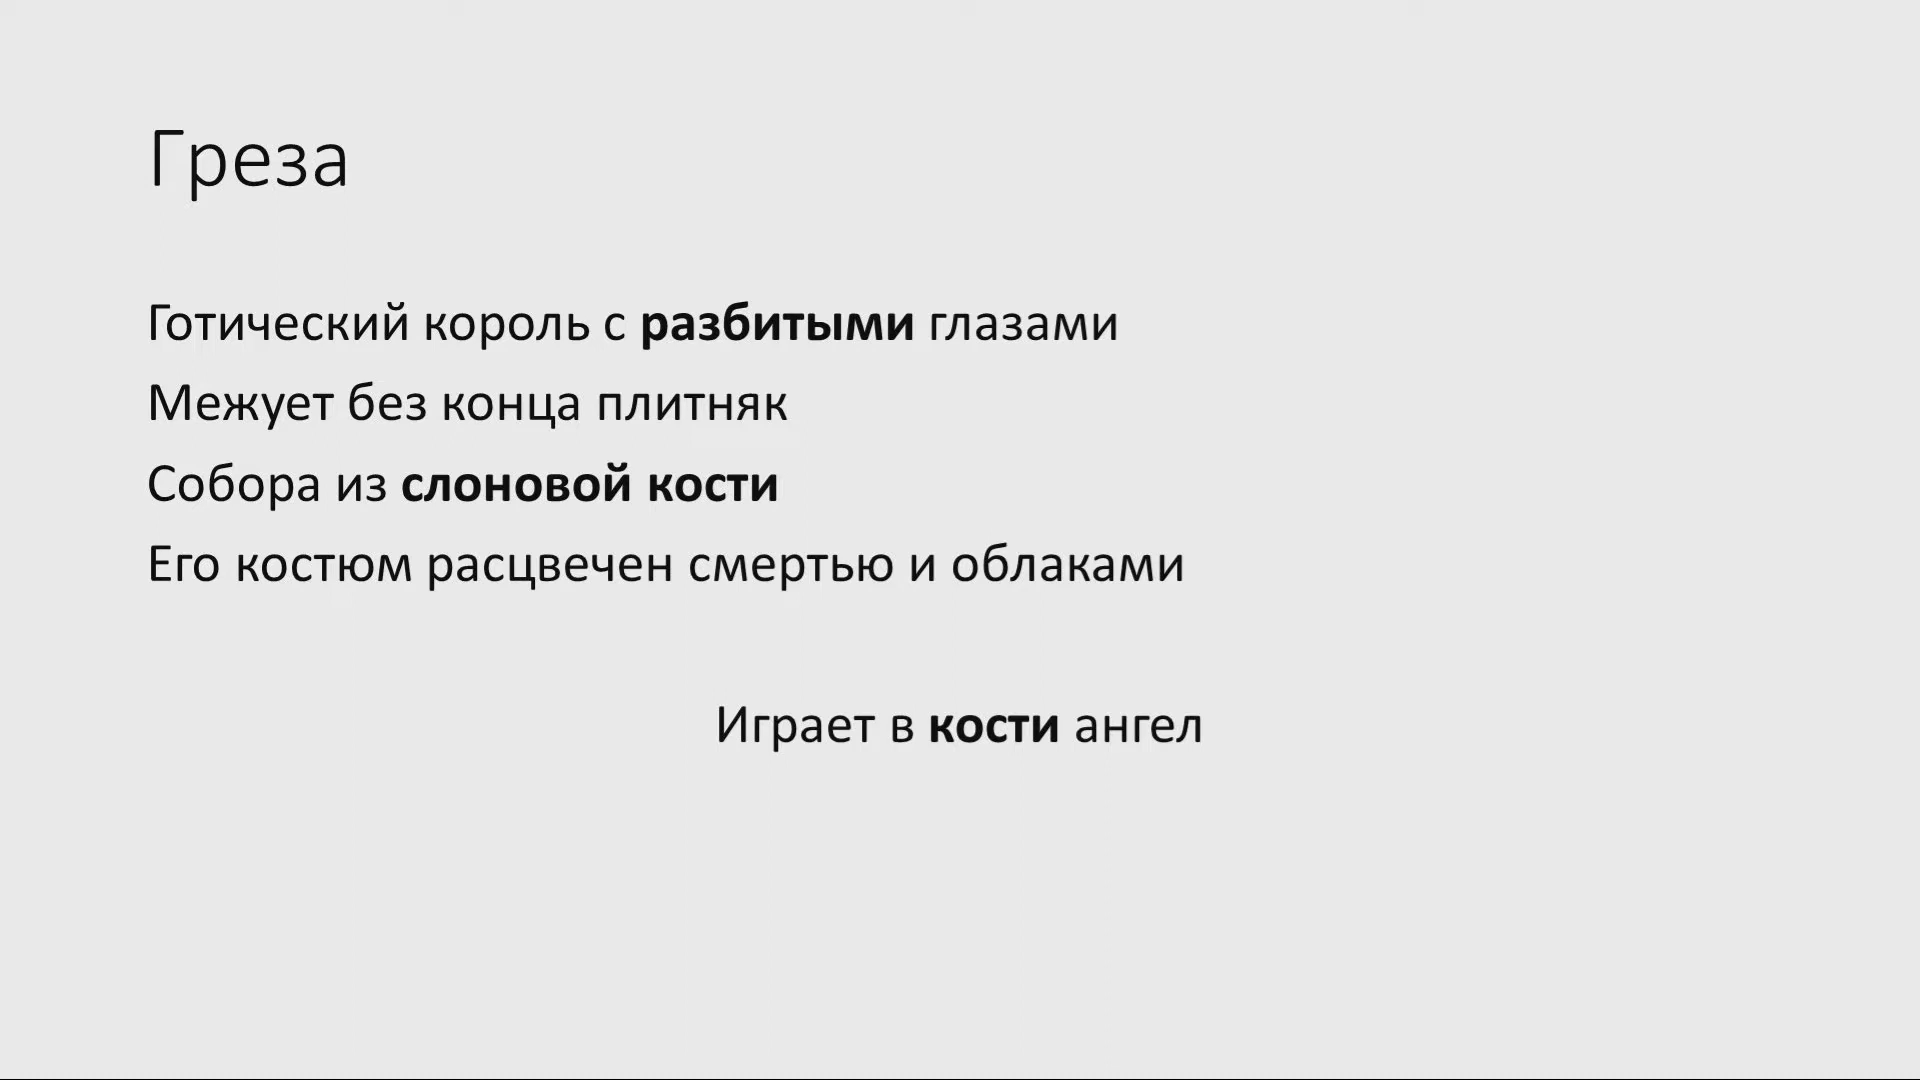 Греза
Готический король с разбитыми глазами
Межует без конца плитняк
Собора из слоновой кости
Его костюм расцвечен смертью и облаками
Играет в кости ангел